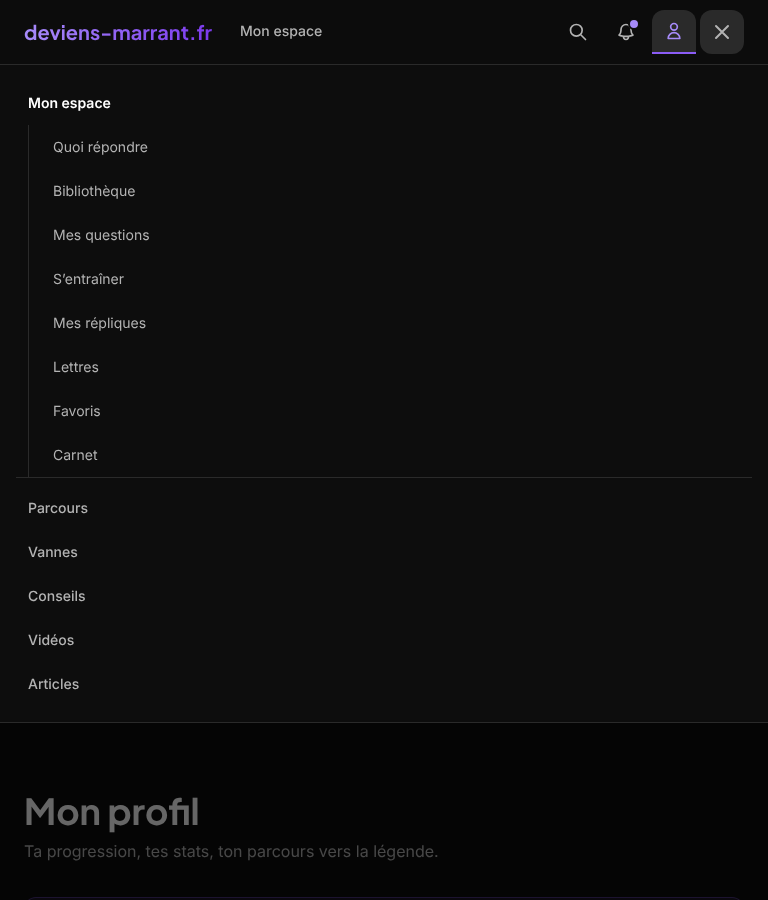 deviens-marrant.fr
Mon espace
Mon espace
Quoi répondre
Bibliothèque
Mes questions
S’entraîner
Mes répliques
Lettres
Favoris
Carnet
Parcours
Vannes
Conseils
Vidéos
Articles
Mon profil
Ta progression, tes stats, ton parcours vers la légende.